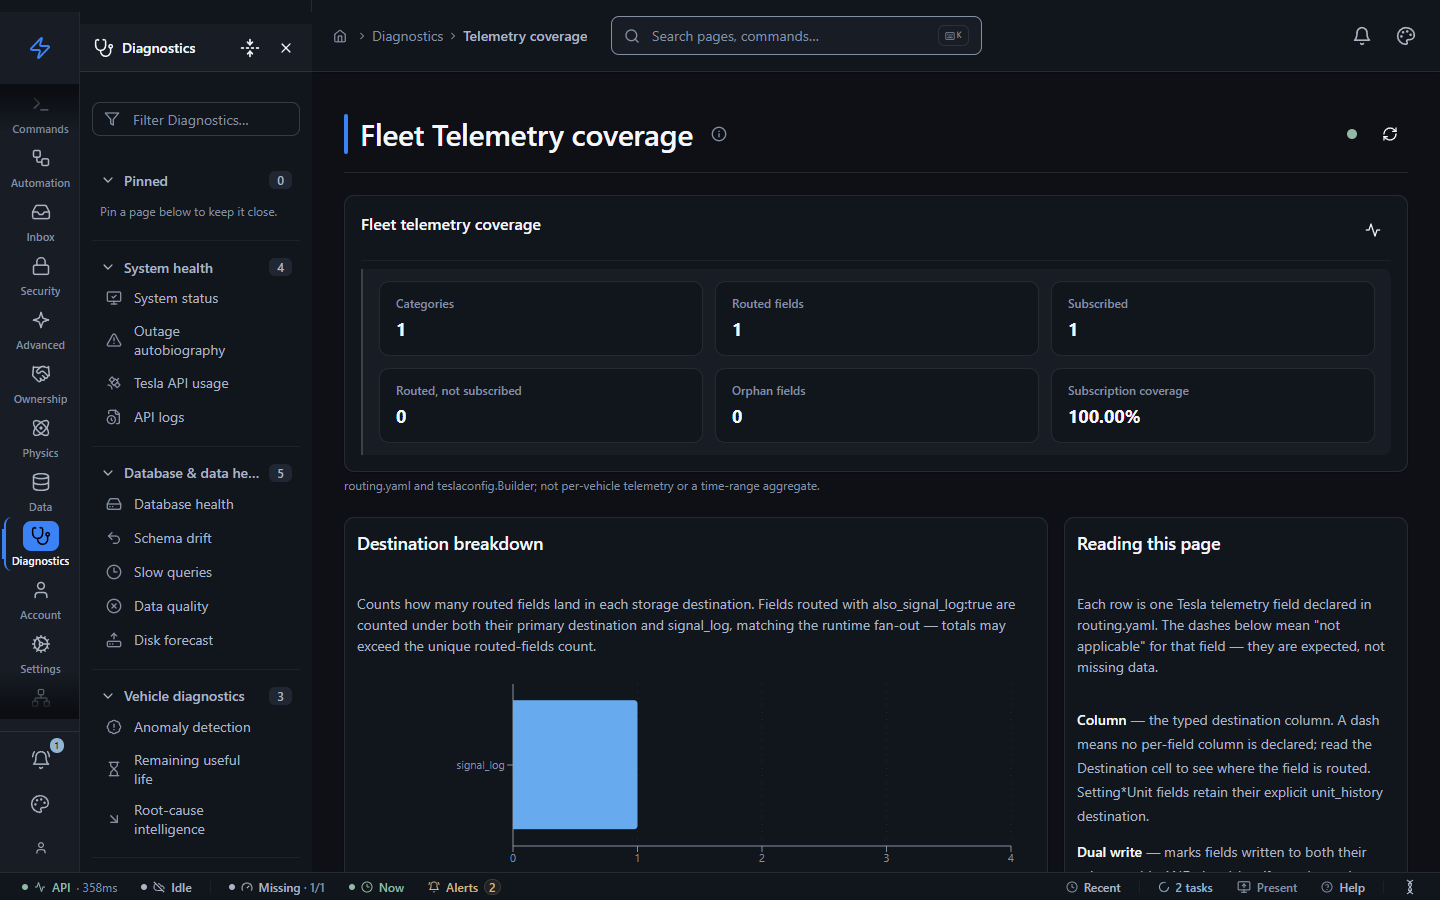 Diagnostics
Diagnostics
Telemetry coverage
Search pages, commands...
K
Commands
Automation
Inbox
Security
Advanced
Ownership
Physics
Data
Diagnostics
Account
Settings
1
Filter Diagnostics...
Pinned
0
Pin a page below to keep it close.
System health
4
System status
Outage
autobiography
Tesla API usage
API logs
Database & data he...
5
Database health
Schema drift
Slow queries
Data quality
Disk forecast
Vehicle diagnostics
3
Anomaly detection
Remaining useful
life
Root-cause
intelligence
Fleet Telemetry coverage
Fleet telemetry coverage
Categories
1
Routed fields
1
Subscribed
1
Routed, not subscribed
0
Orphan fields
0
Subscription coverage
100.00%
routing.yaml and teslaconfig.Builder; not per-vehicle telemetry or a time-range aggregate.
Destination breakdown
Counts how many routed fields land in each storage destination. Fields routed with also_signal_log:true are
counted under both their primary destination and signal_log, matching the runtime fan-out — totals may
exceed the unique routed-fields count.
signal_log
0 1 2 3 4
Reading this page
Each row is one Tesla telemetry field declared in
routing.yaml. The dashes below mean "not
applicable" for that field — they are expected, not
missing data.
Column — the typed destination column. A dash
means no per-field column is declared; read the
Destination cell to see where the field is routed.
Setting*Unit fields retain their explicit unit_history
destination.
Dual write — marks fields written to both their
API · 358ms
Idle
Missing · 1/1
Now
Alerts 2
Recent
2 tasks
Present
Help